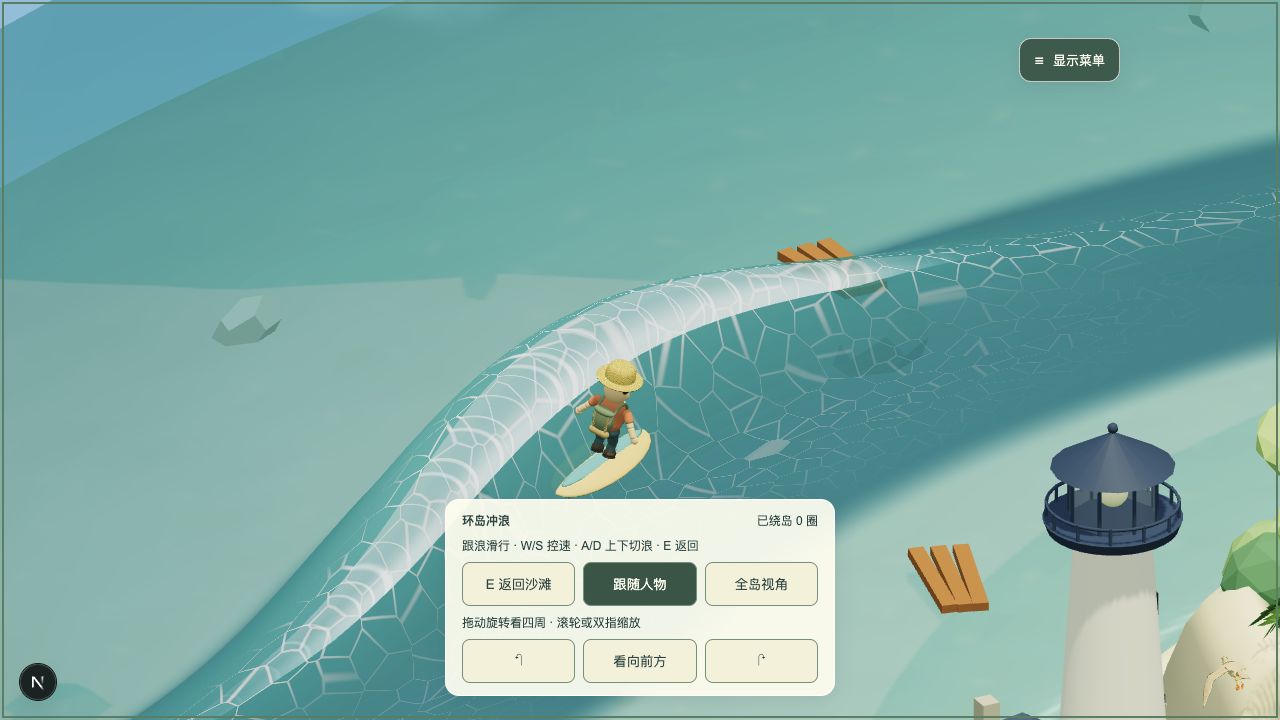 ≡ 显示菜单
环岛冲浪 已绕岛 0 圈
跟浪滑行 · W/S 控速 · A/D 上下切浪 · E 返回
E 返回沙滩 跟随人物 全岛视角
拖动旋转看四周 · 滚轮或双指缩放
↰ 看向前方 ↱
N